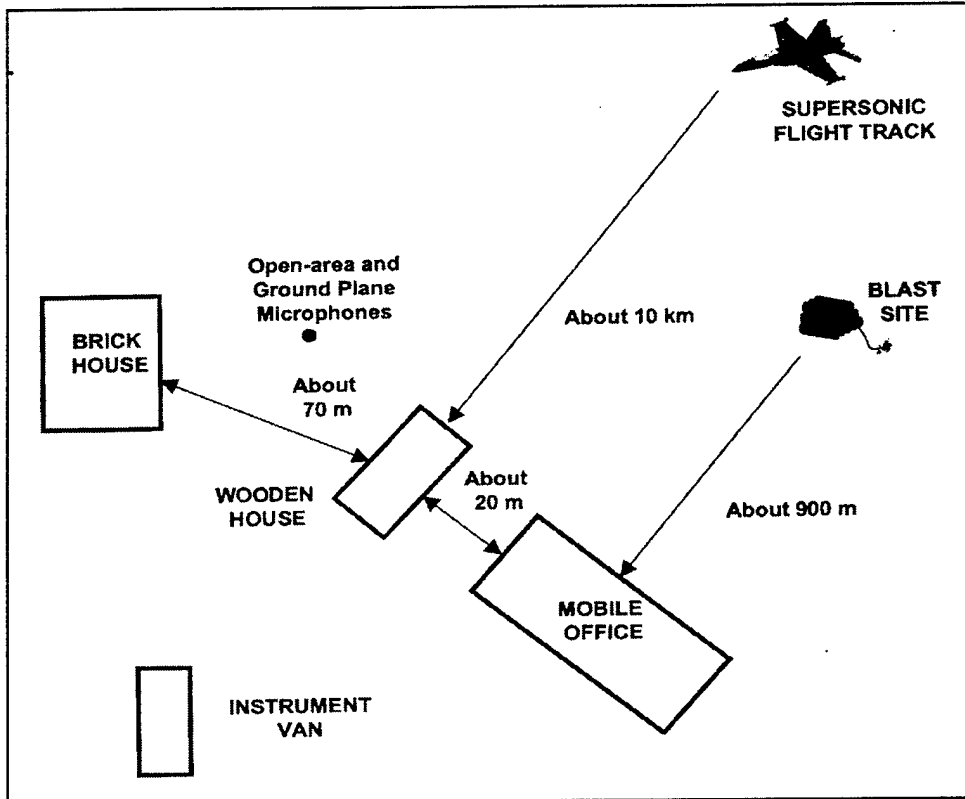 SUPERSONIC
FLIGHT TRACK
Open-area and
Ground Plane
Microphones
BLAST
SITE
About 10 km
BRICK
HOUSE
About
70 m
About
20 m
WOODEN
HOUSE
About 900 m
MOBILE
OFFICE
INSTRUMENT
VAN